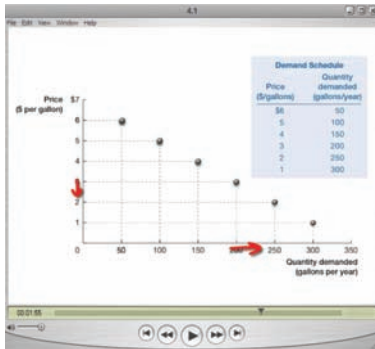 4.1
File Edit View Window Help
Demand Schedule
Price
($/gallons)
Quantity
demanded
(gallons/year)
$6 50
5 100
4 150
3 200
2 250
1 300
Price
($ per gallon)
$7
6
5
4
2
1
0 50 100 150 200 250 300 350
Quantity demanded
(gallons per year)
00:01:55